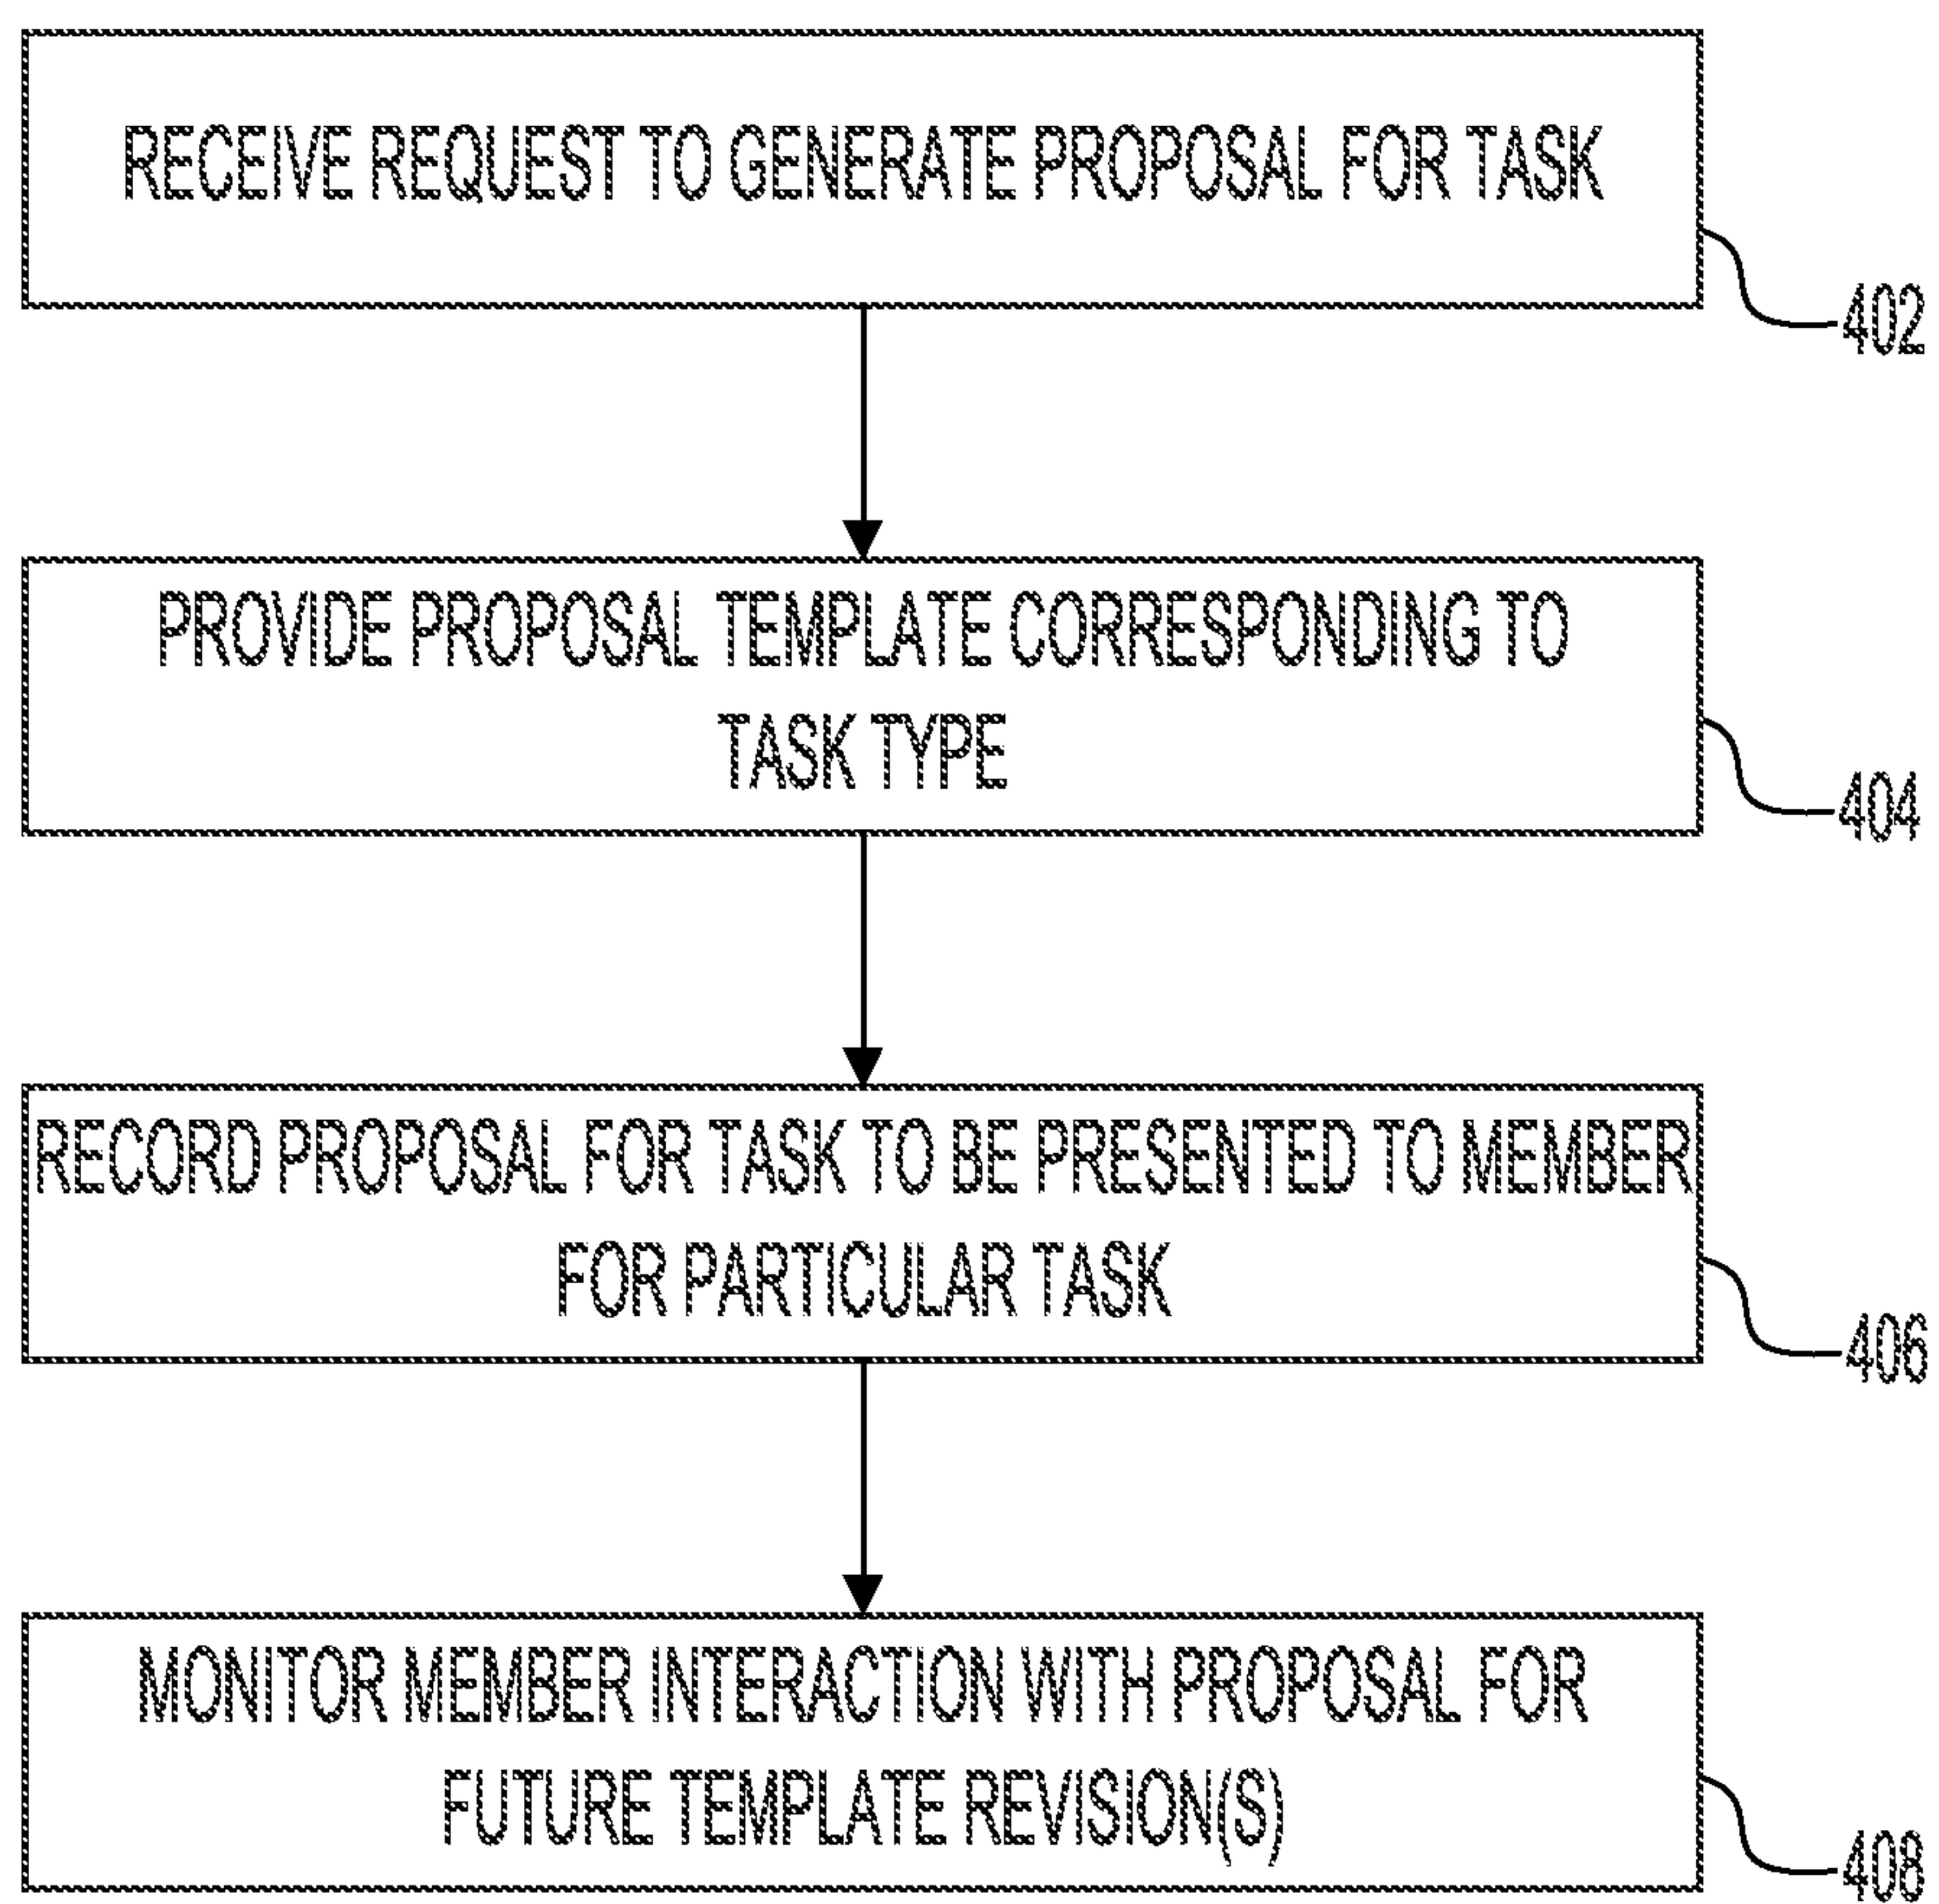 RECEIVE REQUEST TO GENERATE PROPOSAL FOR TASK
402
PROVIDE PROPOSAL TEMPLATE CORRESPONDING TO
TASK TYPE
404
RECORD PROPOSAL FOR TASK TO BE PRESENTED TO MEMBER
FOR PARTICULAR TASK
406
MONITOR MEMBER INTERACTION WITH PROPOSAL FOR
FUTURE TEMPLATE REVISION(S)
408